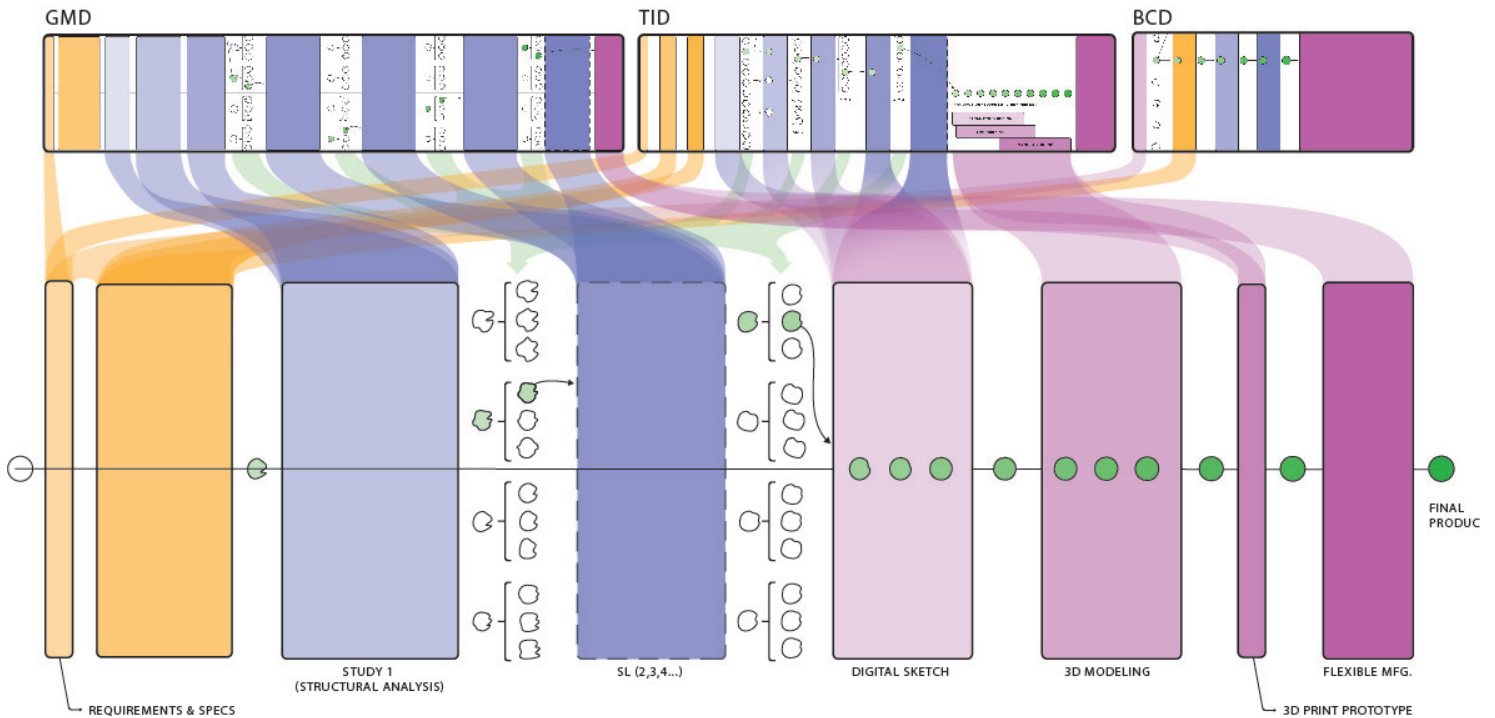 GMD
TID
BCD
FINAL
PRODUC
STUDY 1
(STRUCTURAL ANALYSIS)
SL (2,3,4...)
DIGITAL SKETCH
3D MODELING
FLEXIBLE MFG.
REQUIREMENTS & SPECS
3D PRINT PROTOTYPE